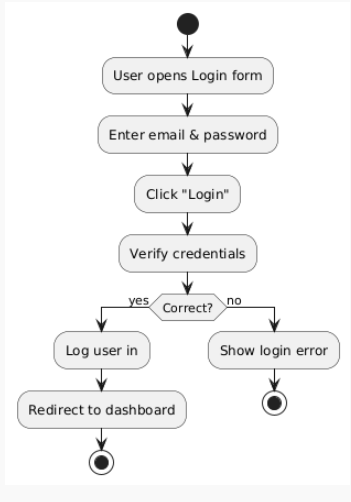 User opens Login form
Enter email & password
Click "Login"
Verify credentials
Correct?
yes
no
Log user in
Show login error
Redirect to dashboard